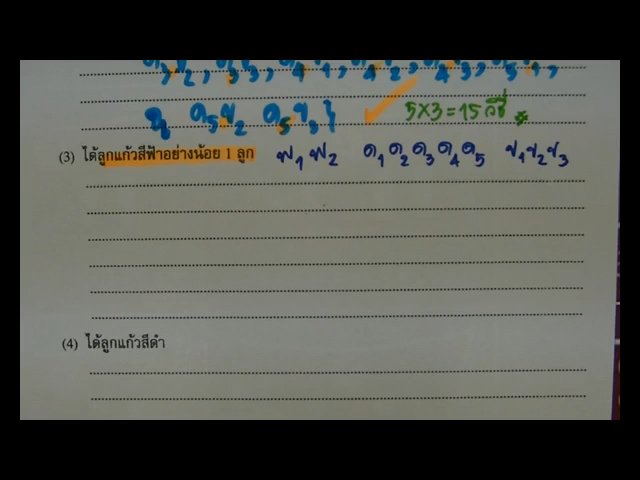 ด₅ข₂ ด₅ข₃ } 5×3=15 วิธี
(3) ได้ลูกแก้วสีฟ้าอย่างน้อย 1 ลูก ฟ₁ ฟ₂ ด₁ ด₂ ด₃ ด₄ ด₅ ข₁ ข₂ ข₃
(4) ได้ลูกแก้วสีดำ